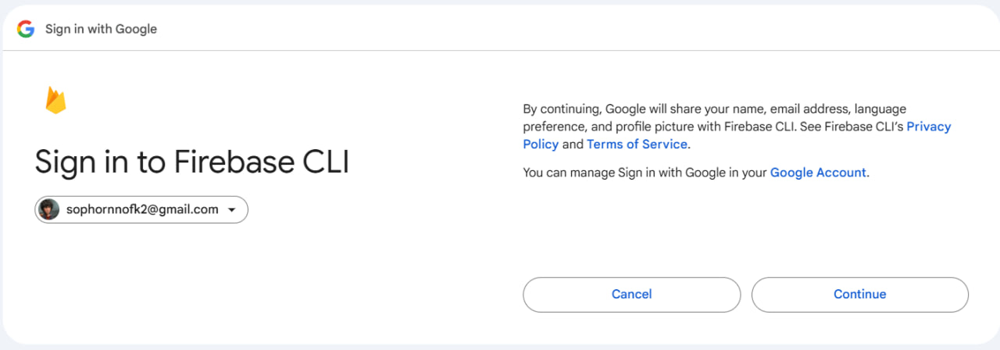 Sign in with Google
Sign in to Firebase CLI
sophornnofk2@gmail.com
By continuing, Google will share your name, email address, language
preference, and profile picture with Firebase CLI. See Firebase CLI’s Privacy
Policy and Terms of Service.
You can manage Sign in with Google in your Google Account.
Cancel
Continue